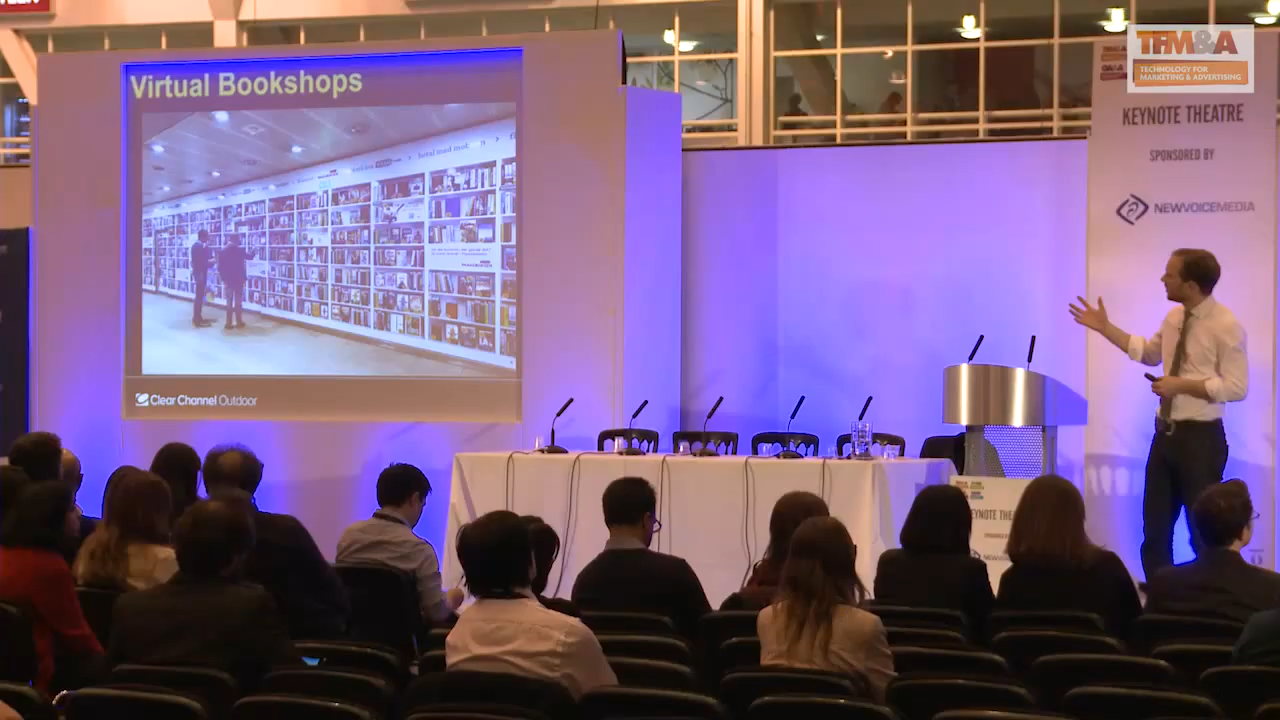 Virtual Bookshops
Clear Channel Outdoor
TFM&A
TECHNOLOGY FOR
MARKETING & ADVERTISING
KEYNOTE THEATRE
SPONSORED BY
NEWVOICEMEDIA